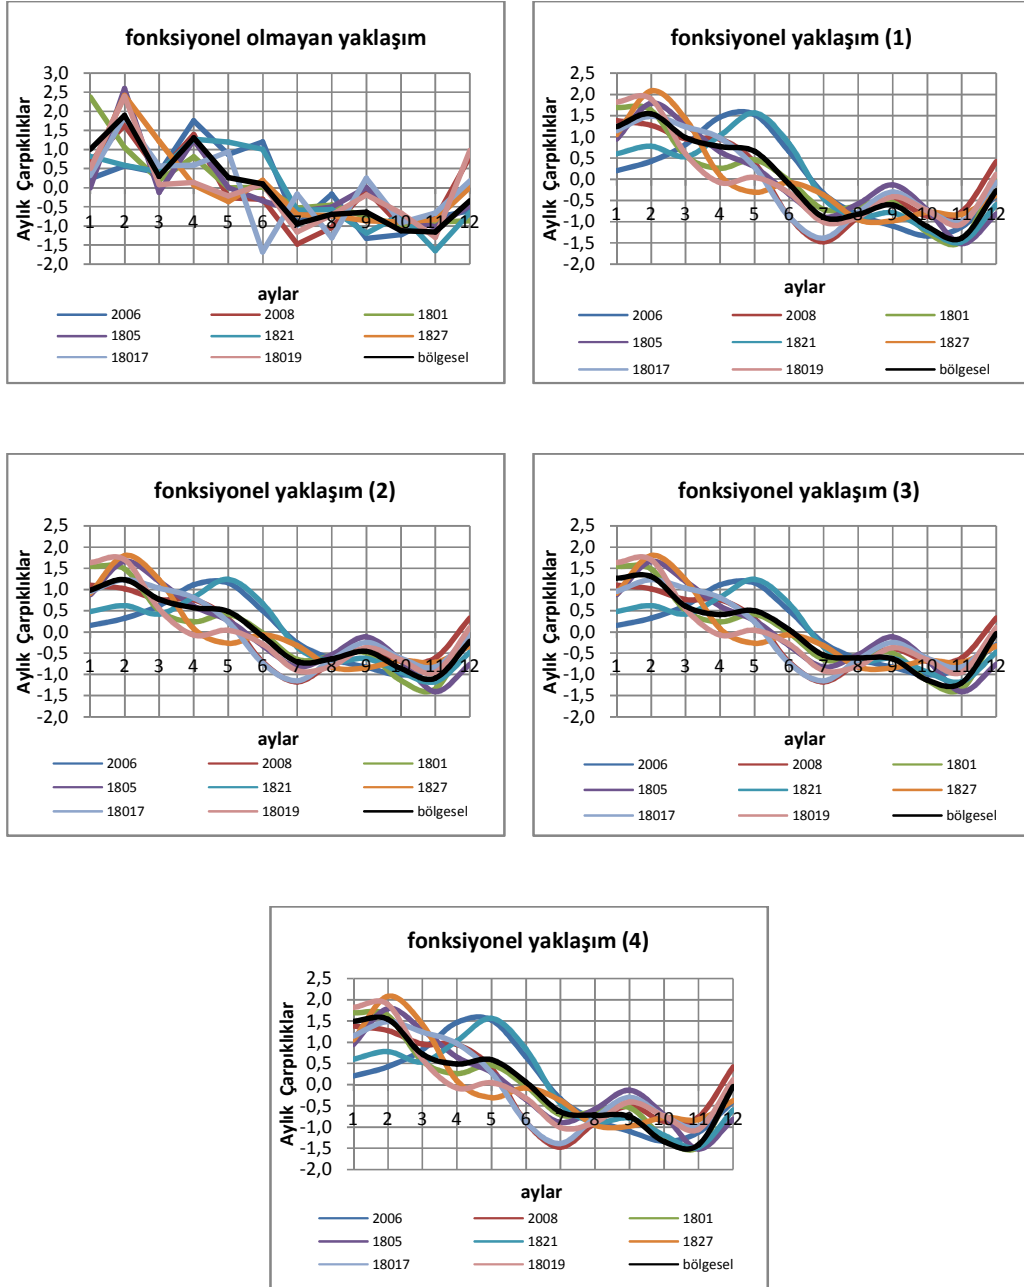 fonksiyonel olmayan yaklaşım
3,0
2,5
2,0
1,5
1,0
0,5
0,0
-0,5
-1,0
-1,5
-2,0
Aylık Çarpıklıklar
1 2 3 4 5 6 7 8 9 10 11 12
aylar
2006 2008 1801
1805 1821 1827
18017 18019 bölgesel
fonksiyonel yaklaşım (1)
2,5
2,0
1,5
1,0
0,5
0,0
-0,5
-1,0
-1,5
-2,0
Aylık Çarpıklıklar
1 2 3 4 5 6 7 8 9 10 11 12
aylar
2006 2008 1801
1805 1821 1827
18017 18019 bölgesel
fonksiyonel yaklaşım (2)
2,5
2,0
1,5
1,0
0,5
0,0
-0,5
-1,0
-1,5
-2,0
Aylık Çarpıklıklar
1 2 3 4 5 6 7 8 9 10 11 12
aylar
2006 2008 1801
1805 1821 1827
18017 18019 bölgesel
fonksiyonel yaklaşım (3)
2,5
2,0
1,5
1,0
0,5
0,0
-0,5
-1,0
-1,5
-2,0
Aylık Çarpıklıklar
1 2 3 4 5 6 7 8 9 10 11 12
aylar
2006 2008 1801
1805 1821 1827
18017 18019 bölgesel
fonksiyonel yaklaşım (4)
2,5
2,0
1,5
1,0
0,5
0,0
-0,5
-1,0
-1,5
-2,0
Aylık Çarpıklıklar
1 2 3 4 5 6 7 8 9 10 11 12
aylar
2006 2008 1801
1805 1821 1827
18017 18019 bölgesel